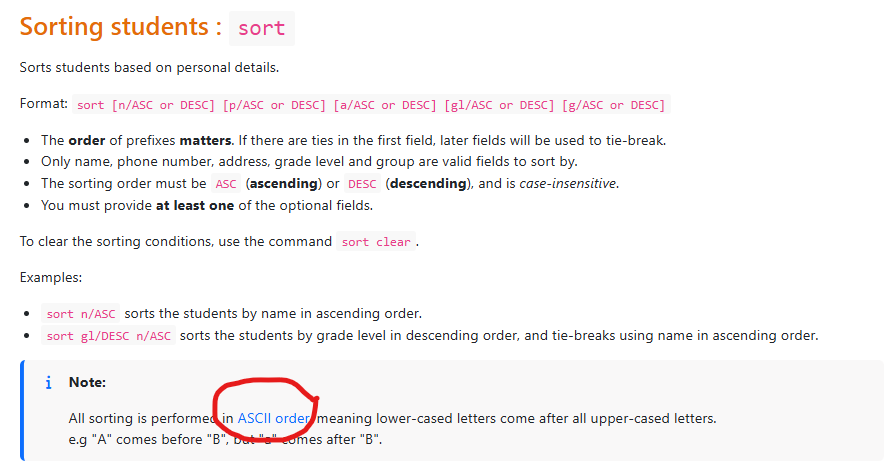 Sorting students : sort
Sorts students based on personal details.
Format: sort [n/ASC or DESC] [p/ASC or DESC] [a/ASC or DESC] [gl/ASC or DESC] [g/ASC or DESC]
The order of prefixes matters. If there are ties in the first field, later fields will be used to tie-break.
Only name, phone number, address, grade level and group are valid fields to sort by.
The sorting order must be ASC (ascending) or DESC (descending), and is case-insensitive.
You must provide at least one of the optional fields.
To clear the sorting conditions, use the command sort clear.
Examples:
sort n/ASC sorts the students by name in ascending order.
sort gl/DESC n/ASC sorts the students by grade level in descending order, and tie-breaks using name in ascending order.
i Note:
All sorting is performed in ASCII order, meaning lower-cased letters come after all upper-cased letters.
e.g "A" comes before "B", but "a" comes after "B".